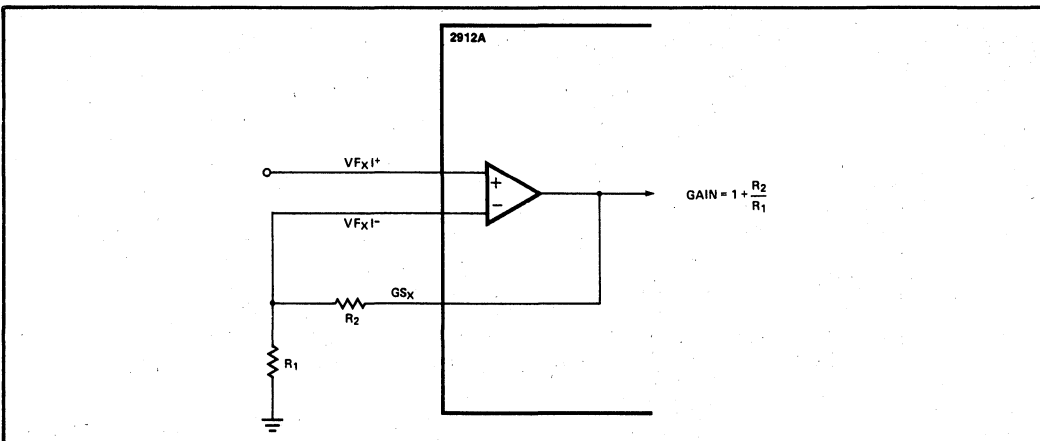 2912A
VFXI+
+
GAIN = 1 + R2/R1
−
VFXI−
GSX
R2
R1